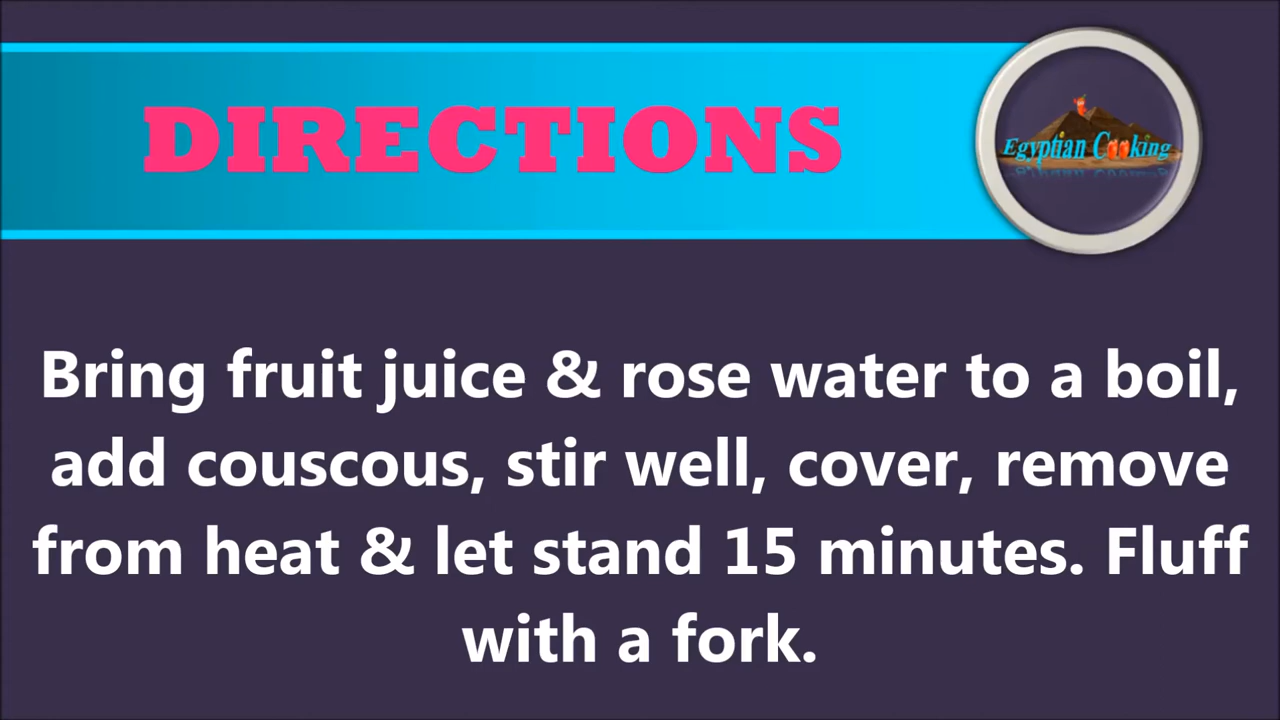 DIRECTIONS
Egyptian Cooking
Bring fruit juice & rose water to a boil,
add couscous, stir well, cover, remove
from heat & let stand 15 minutes. Fluff
with a fork.